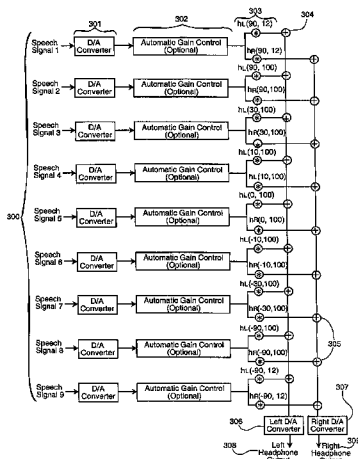 301
302
303
304
hL(90, 12)
Speech Signal 1
D/A Converter
Automatic Gain Control (Optional)
hR(90, 12)
hL(90, 100)
Speech Signal 2
D/A Converter
Automatic Gain Control (Optional)
hR(90,100)
hL(30,100)
Speech Signal 3
D/A Converter
Automatic Gain Control (Optional)
hR(30,100)
hL(10,100)
Speech Signal 4
D/A Converter
Automatic Gain Control (Optional)
hR(10,100)
hL(0, 100)
300
Speech Signal 5
D/A Converter
Automatic Gain Control (Optional)
hR(0, 100)
hL(-10,100)
Speech Signal 6
D/A Converter
Automatic Gain Control (Optional)
hR(-10,100)
hL(-30,100)
Speech Signal 7
D/A Converter
Automatic Gain Control (Optional)
hR(-30,100)
305
hL(-90,100)
Speech Signal 8
D/A Converter
Automatic Gain Control (Optional)
hR(-90,100)
hL(-90, 12)
Speech Signal 9
D/A Converter
Automatic Gain Control (Optional)
307
306
Left D/A Converter
Right D/A Converter
308
Left Headphone
Right Headphone